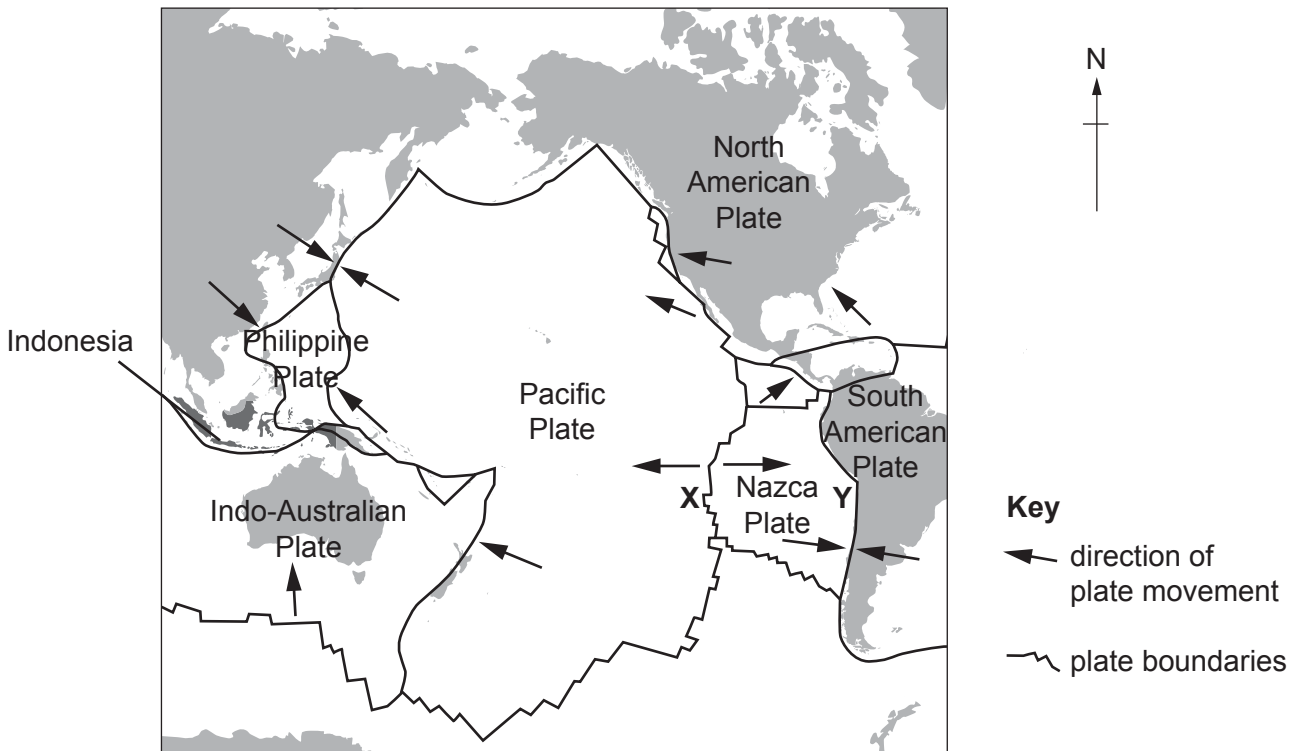 N
North
American
Plate
Indonesia
Philippine
Plate
Pacific
Plate
South
American
Plate
X
Nazca
Plate
Y
Indo-Australian
Plate
Key
direction of
plate movement
plate boundaries